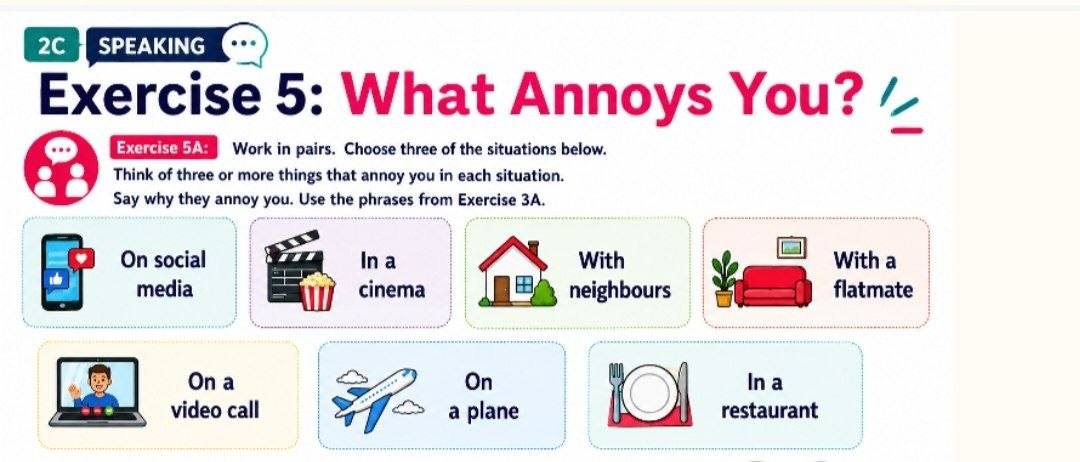 2C SPEAKING
Exercise 5: What Annoys You?
Exercise 5A: Work in pairs. Choose three of the situations below.
Think of three or more things that annoy you in each situation.
Say why they annoy you. Use the phrases from Exercise 3A.
On social
media
In a
cinema
With
neighbours
With a
flatmate
On a
video call
On
a plane
In a
restaurant